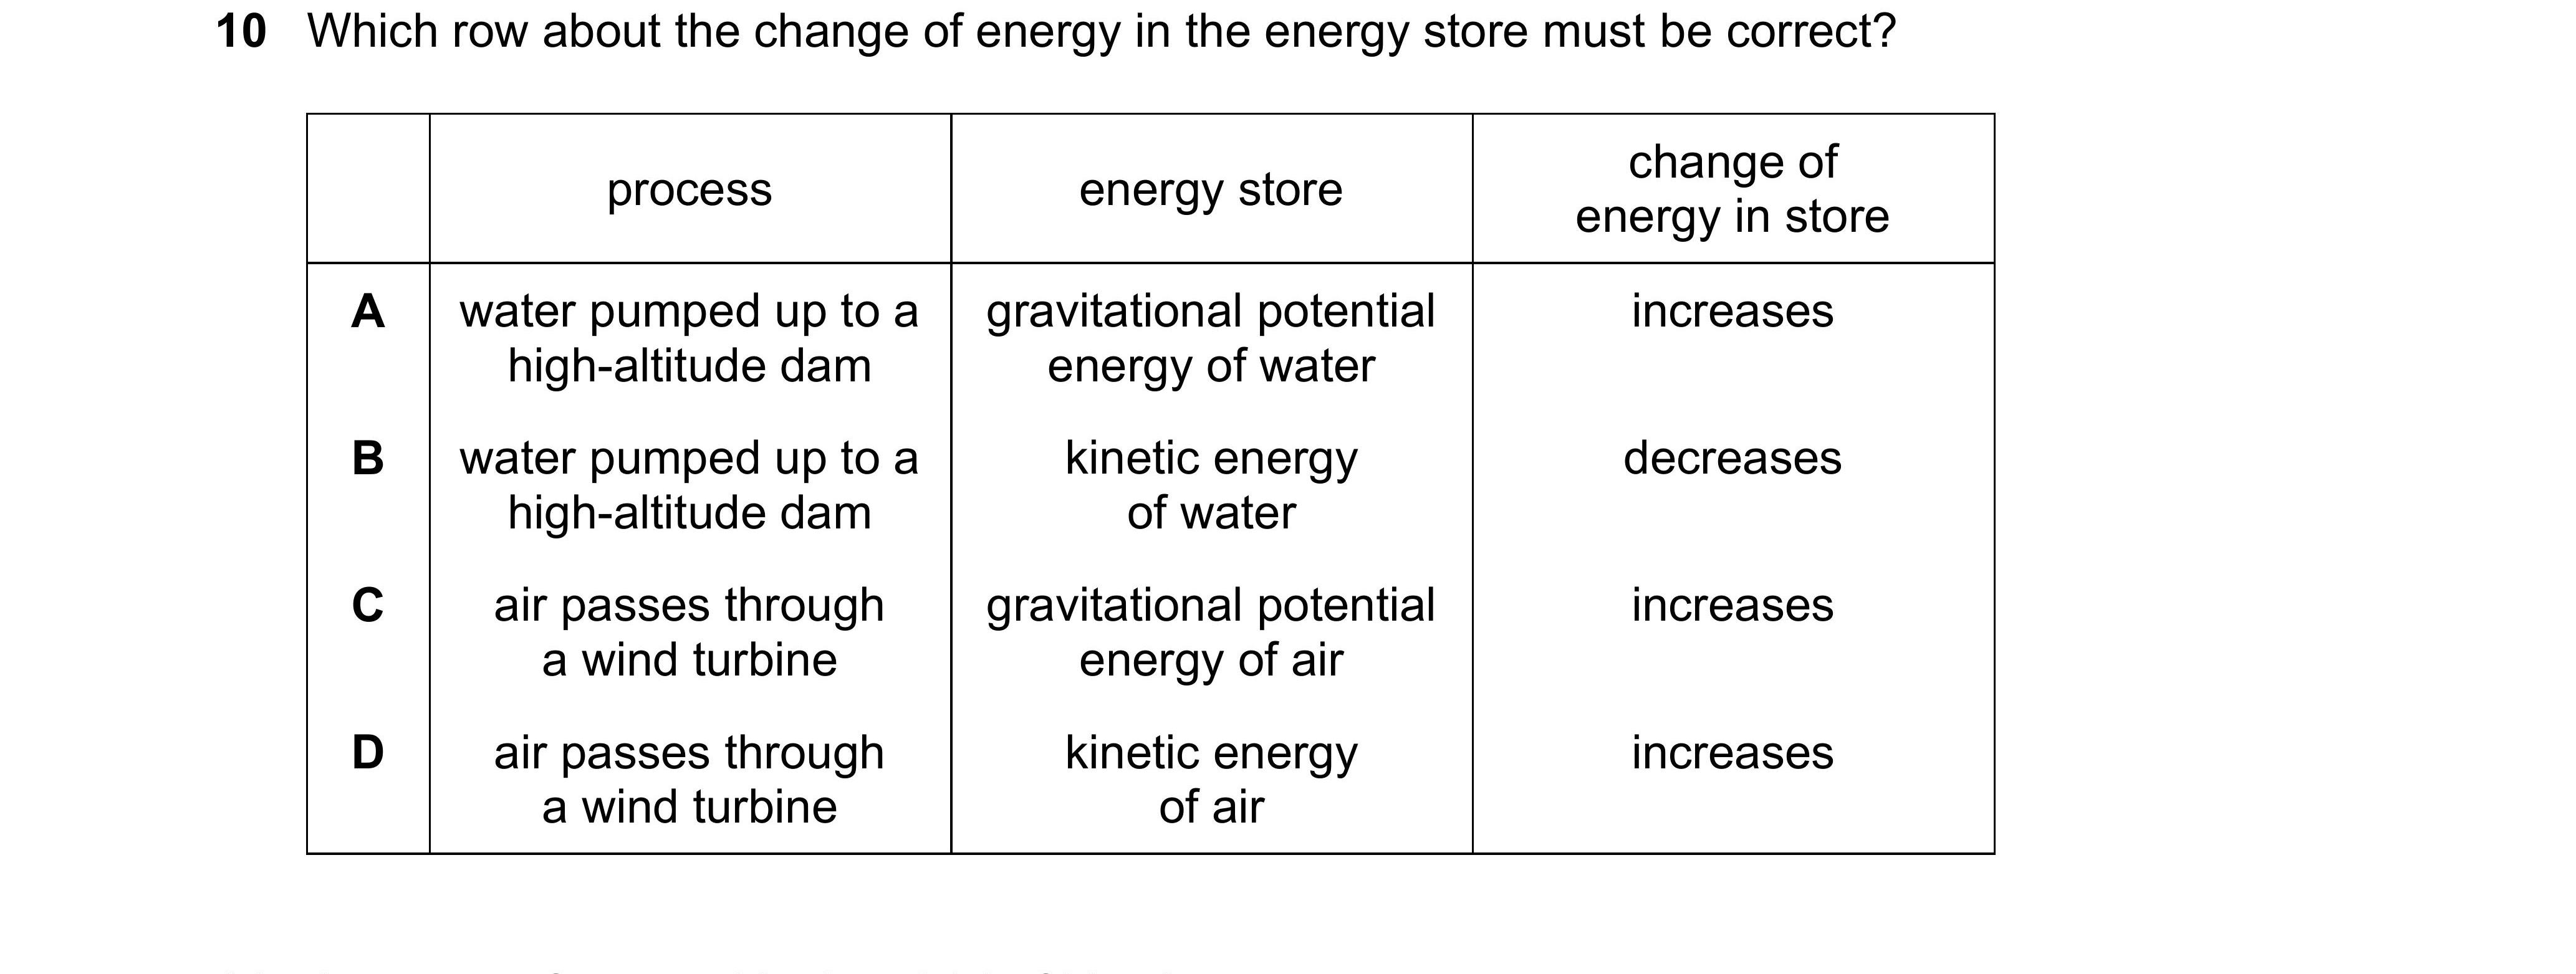 10 Which row about the change of energy in the energy store must be correct?
process
energy store
change of
energy in store
A
water pumped up to a
high-altitude dam
gravitational potential
energy of water
increases
B
water pumped up to a
high-altitude dam
kinetic energy
of water
decreases
C
air passes through
a wind turbine
gravitational potential
energy of air
increases
D
air passes through
a wind turbine
kinetic energy
of air
increases